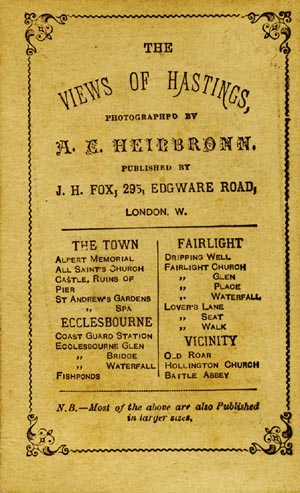 THE
VIEWS OF HASTINGS,
PHOTOGRAPHPD BY
A. E. HEINBRONN.
PUBLISHED BY
J. H. FOX, 295, EDGWARE ROAD,
LONDON. W.
THE TOWN
ALPERT MEMORIAL
ALL SAINT'S CHURCH
CASTLE, RUINS OF
PIER
ST ANDREW'S GARDENS
„ SPA
ECCLESBOURNE
COAST GUARD STATION
ECCLESBOURNE GLEN
„ BRIDGE
„ WATERFALL
FISHPONDS
FAIRLIGHT
DRIPPING WELL
FAIRLIGHT CHURCH
„ GLEN
„ PLACE
„ WATERFALL
LOVER'S LANE
„ SEAT
„ WALK
VICINITY
OLD ROAR
HOLLINGTON CHURCH
BATTLE ABBEY
N.B.—Most of the above are also Published
in larger sizes,